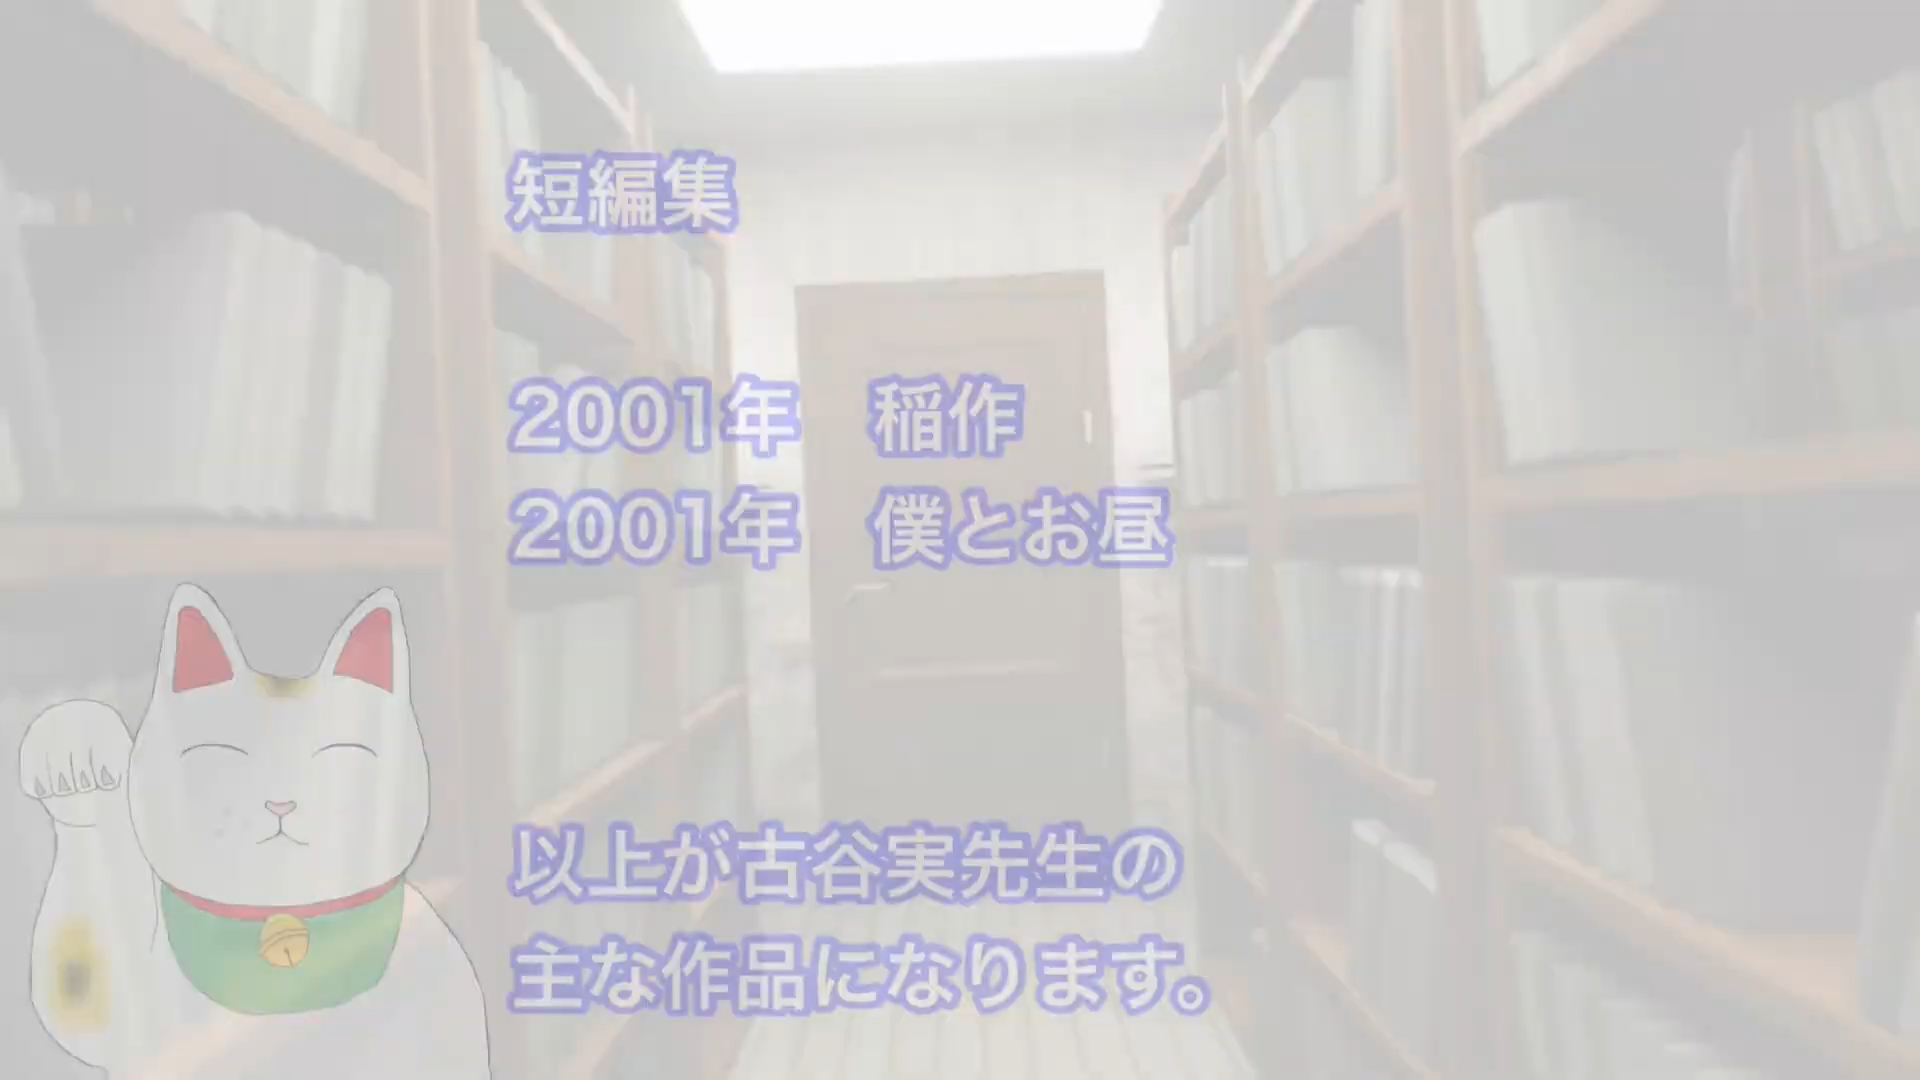 短編集
2001年　稲作
2001年　僕とお昼
以上が古谷実先生の
主な作品になります。